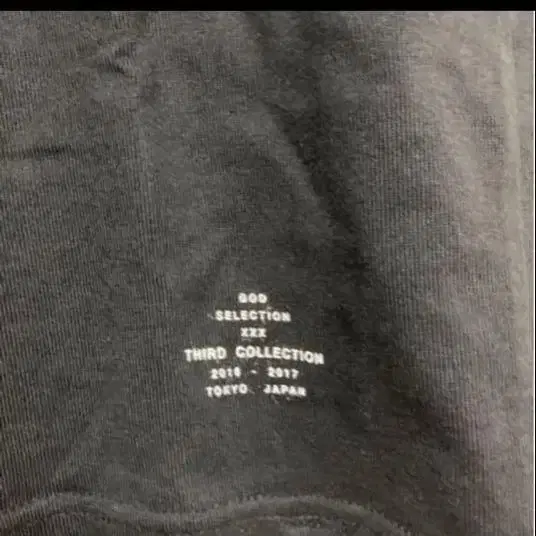 GOD
SELECTION
XXX
THIRD COLLECTION
2016 - 2017
TOKYO JAPAN